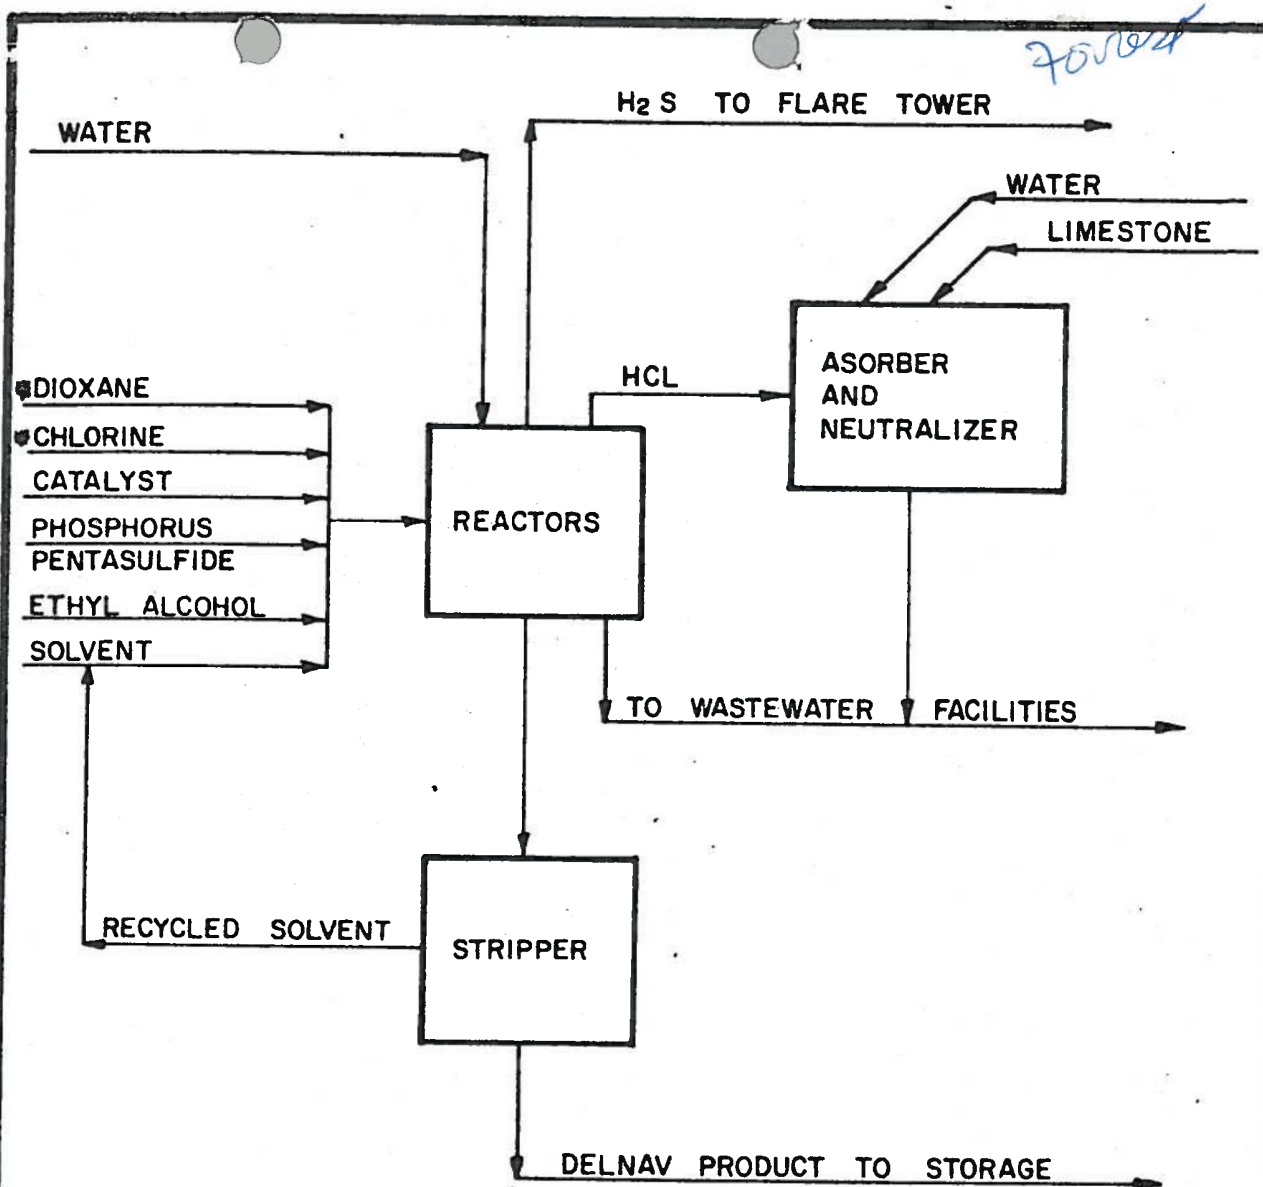 H2S TO FLARE TOWER
WATER
WATER
LIMESTONE
DIOXANE
CHLORINE
CATALYST
PHOSPHORUS
PENTASULFIDE
ETHYL ALCOHOL
SOLVENT
HCL
ASORBER
AND
NEUTRALIZER
REACTORS
TO WASTEWATER FACILITIES
RECYCLED SOLVENT
STRIPPER
DELNAV PRODUCT TO STORAGE